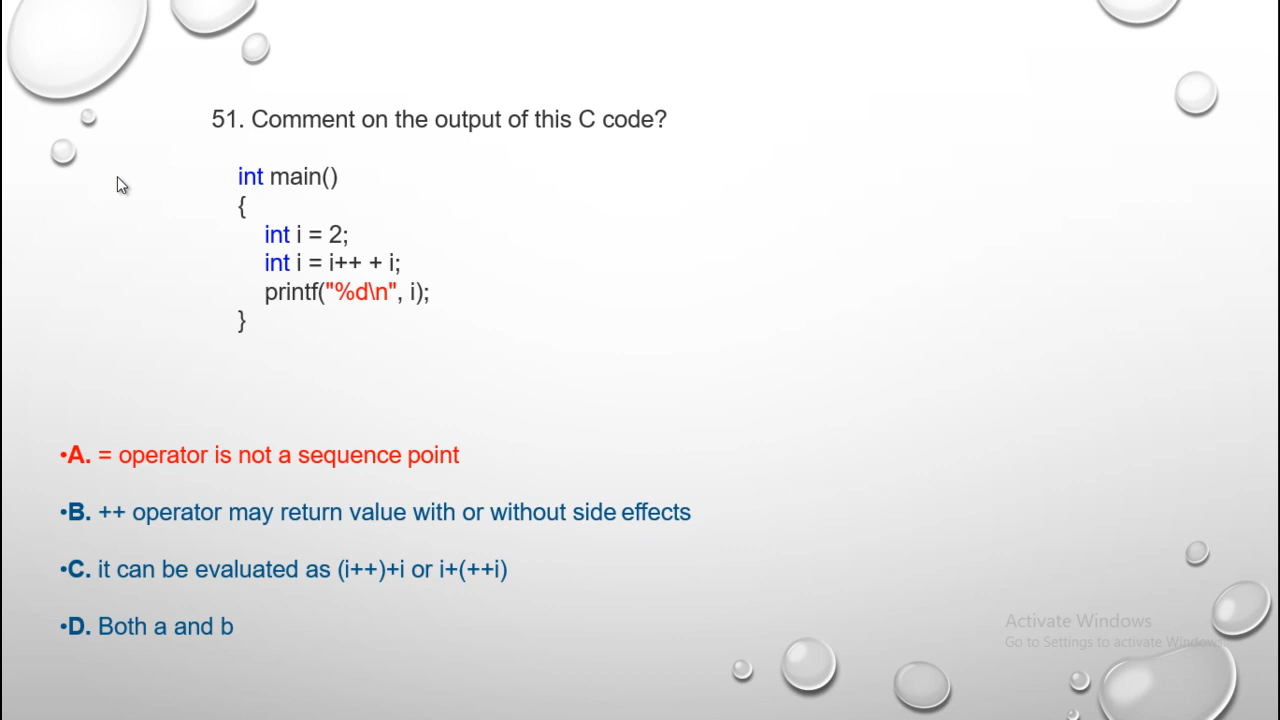 51. Comment on the output of this C code?
int main()
{
int i = 2;
int i = i++ + i;
printf("%d\n", i);
}
•A. = operator is not a sequence point
•B. ++ operator may return value with or without side effects
•C. it can be evaluated as (i++)+i or i+(++i)
•D. Both a and b
Activate Windows
Go to Settings to activate Windows.